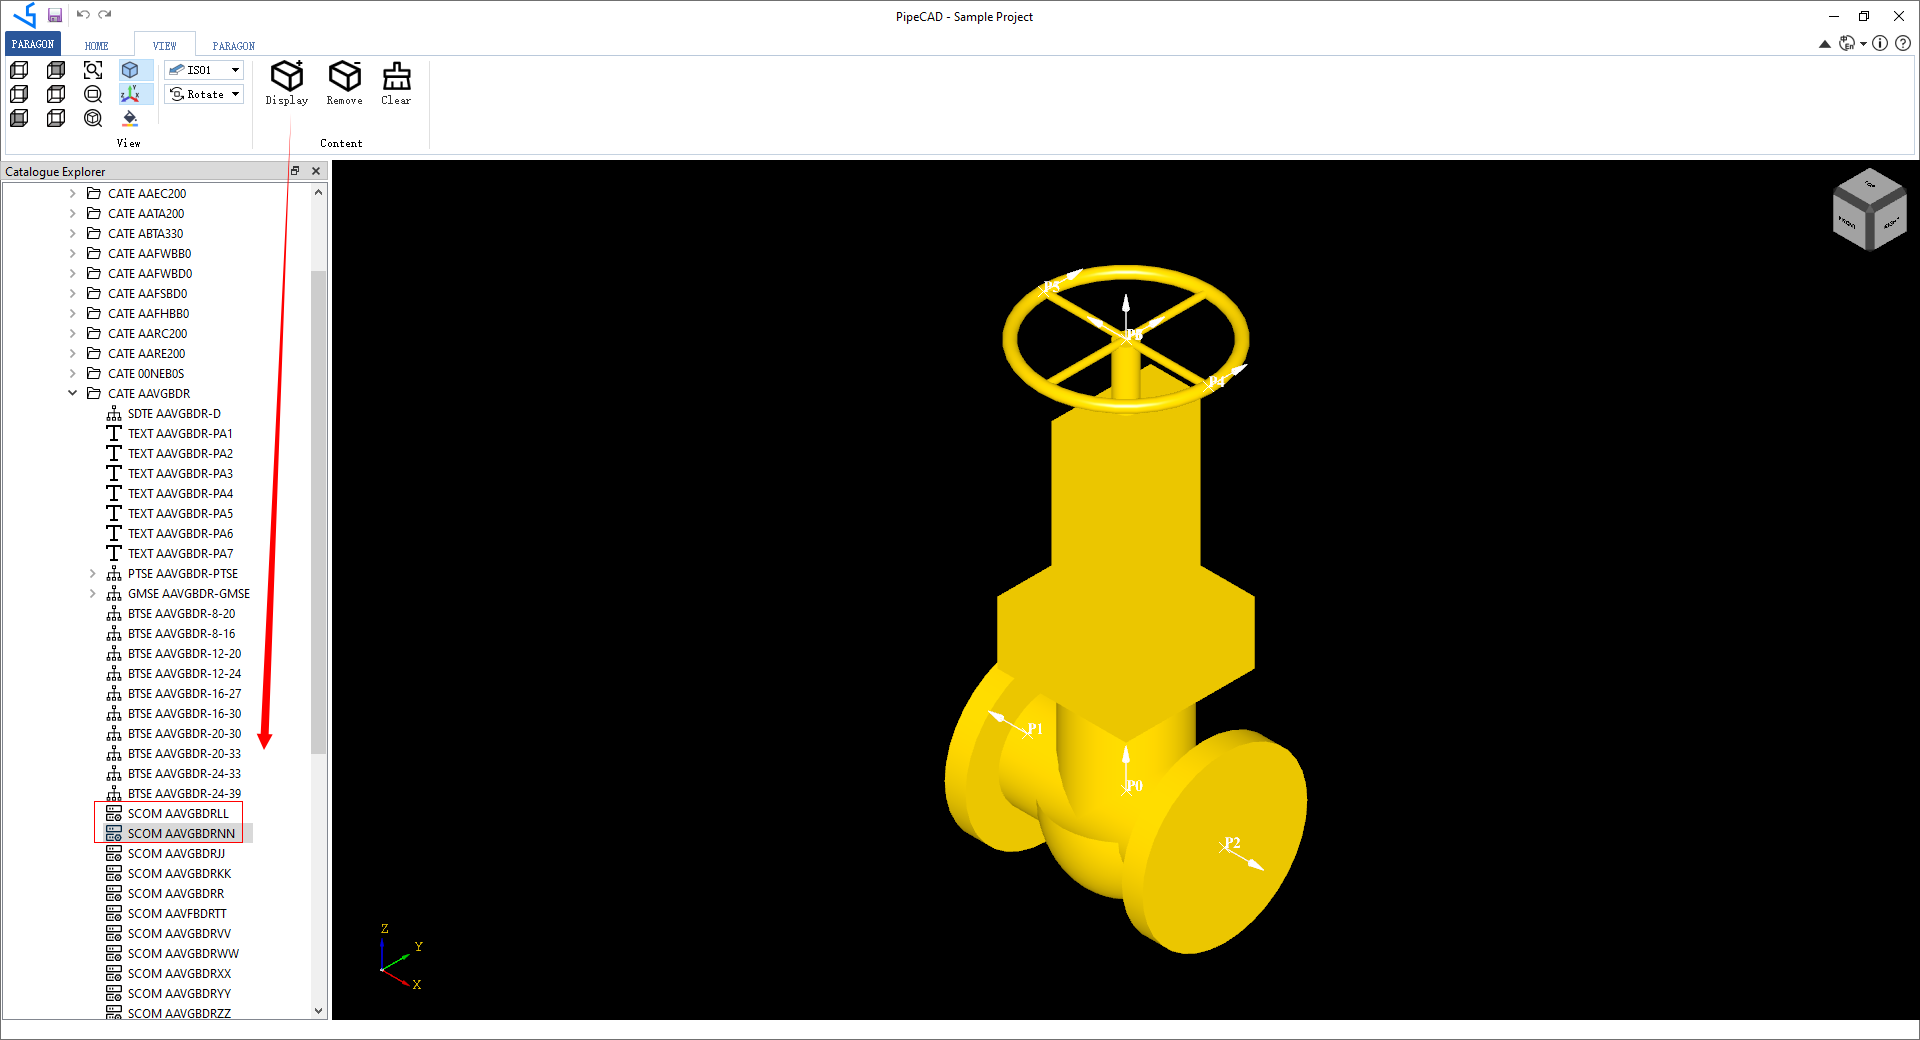 PipeCAD - Sample Project
PARAGON
HOME
VIEW
PARAGON
En
ISO1
Rotate
Display
Remove
Clear
View
Content
Catalogue Explorer
CATE AAEC200
CATE AATA200
CATE ABTA330
CATE AAFWBB0
CATE AAFWBD0
CATE AAFSBD0
CATE AAFHBB0
CATE AARC200
CATE AARE200
CATE 00NEB0S
CATE AAVGBDR
SDTE AAVGBDR-D
TEXT AAVGBDR-PA1
TEXT AAVGBDR-PA2
TEXT AAVGBDR-PA3
TEXT AAVGBDR-PA4
TEXT AAVGBDR-PA5
TEXT AAVGBDR-PA6
TEXT AAVGBDR-PA7
PTSE AAVGBDR-PTSE
GMSE AAVGBDR-GMSE
BTSE AAVGBDR-8-20
BTSE AAVGBDR-8-16
BTSE AAVGBDR-12-20
BTSE AAVGBDR-12-24
BTSE AAVGBDR-16-27
BTSE AAVGBDR-16-30
BTSE AAVGBDR-20-30
BTSE AAVGBDR-20-33
BTSE AAVGBDR-24-33
BTSE AAVGBDR-24-39
SCOM AAVGBDRLL
SCOM AAVGBDRNN
SCOM AAVGBDRJJ
SCOM AAVGBDRKK
SCOM AAVGBDRR
SCOM AAVFBDRTT
SCOM AAVGBDRVV
SCOM AAVGBDRWW
SCOM AAVGBDRXX
SCOM AAVGBDRYY
SCOM AAVGBDRZZ
TOP
FRONT
RIGHT
P5
P4
P1
P0
P2
Z
Y
X